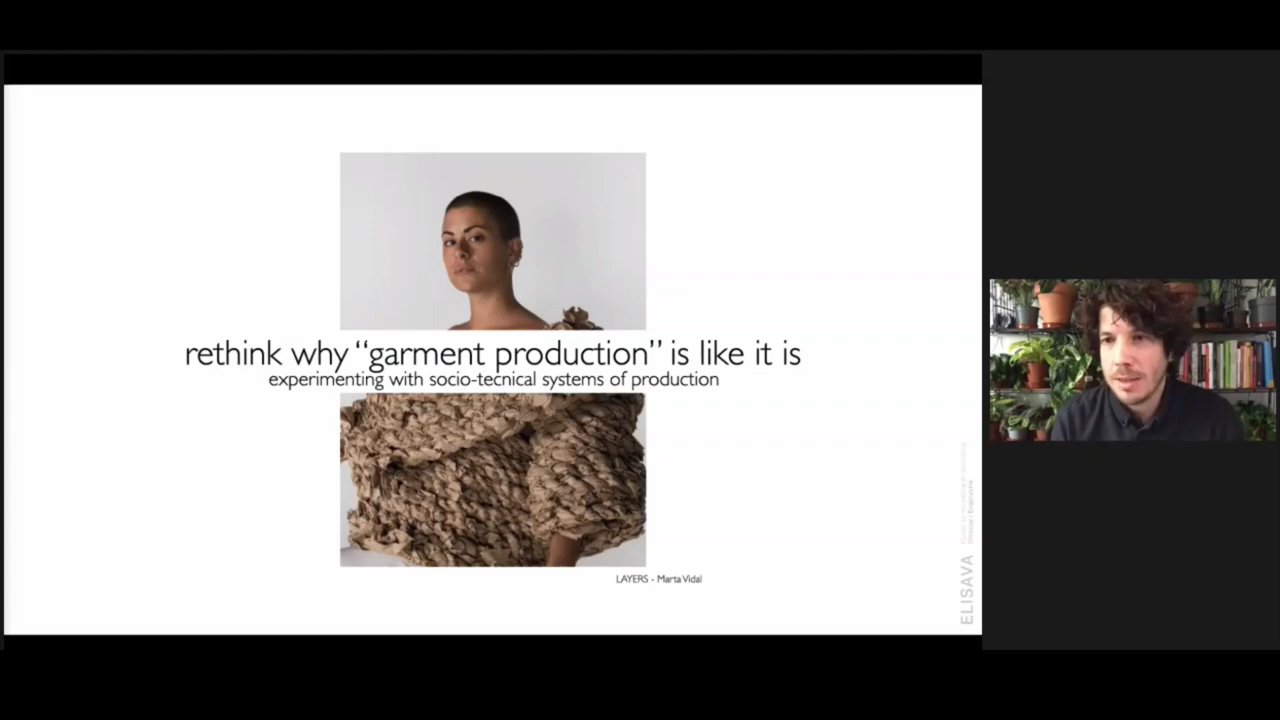 rethink why “garment production” is like it is
experimenting with socio-tecnical systems of production
LAYERS - Marta Vidal
ELISAVA